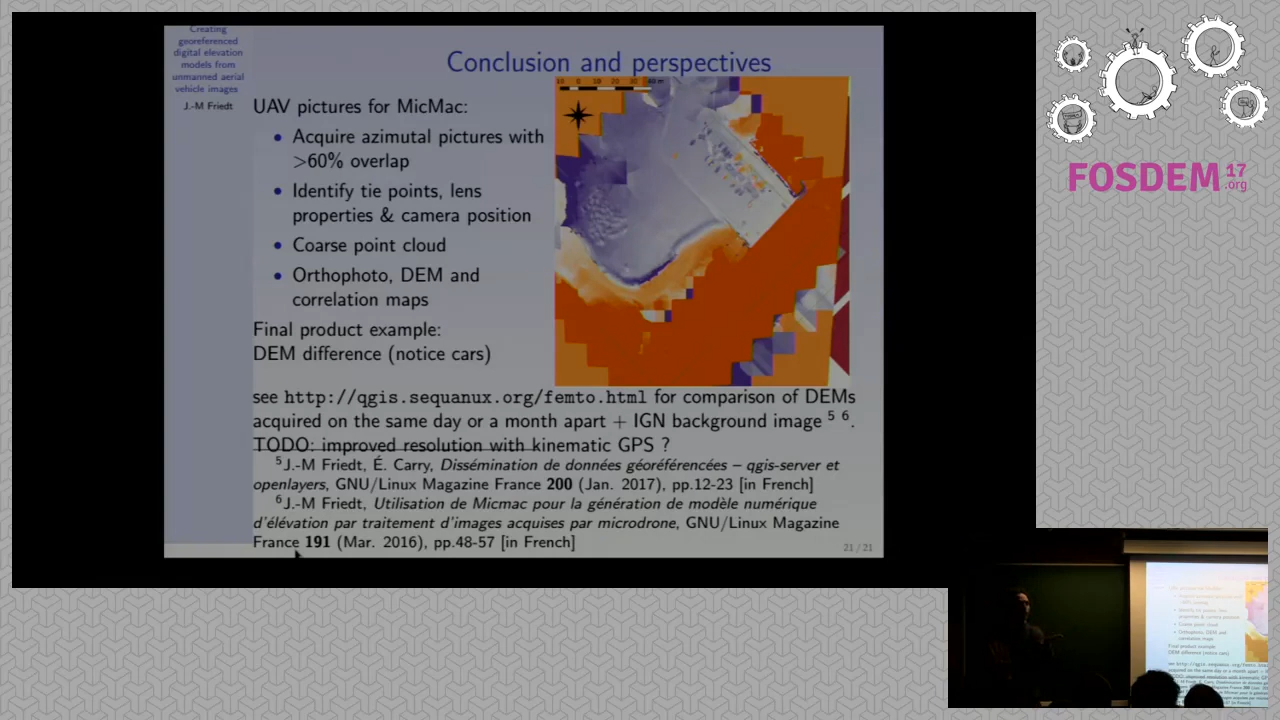 Creating
georeferenced
digital elevation
models from
unmanned aerial
vehicle images
J.-M Friedt
Conclusion and perspectives
UAV pictures for MicMac:
• Acquire azimutal pictures with
>60% overlap
• Identify tie points, lens
properties & camera position
• Coarse point cloud
• Orthophoto, DEM and
correlation maps
Final product example:
DEM difference (notice cars)
10 0 10 20 30 40 m
see http://qgis.sequanux.org/femto.html for comparison of DEMs
acquired on the same day or a month apart + IGN background image 5 6.
TODO: improved resolution with kinematic GPS ?
5J.-M Friedt, É. Carry, Dissémination de données géoréférencées – qgis-server et
openlayers, GNU/Linux Magazine France 200 (Jan. 2017), pp.12-23 [in French]
6J.-M Friedt, Utilisation de Micmac pour la génération de modèle numérique
d'élévation par traitement d'images acquises par microdrone, GNU/Linux Magazine
France 191 (Mar. 2016), pp.48-57 [in French]
21 / 21
FOSDEM 17
.org